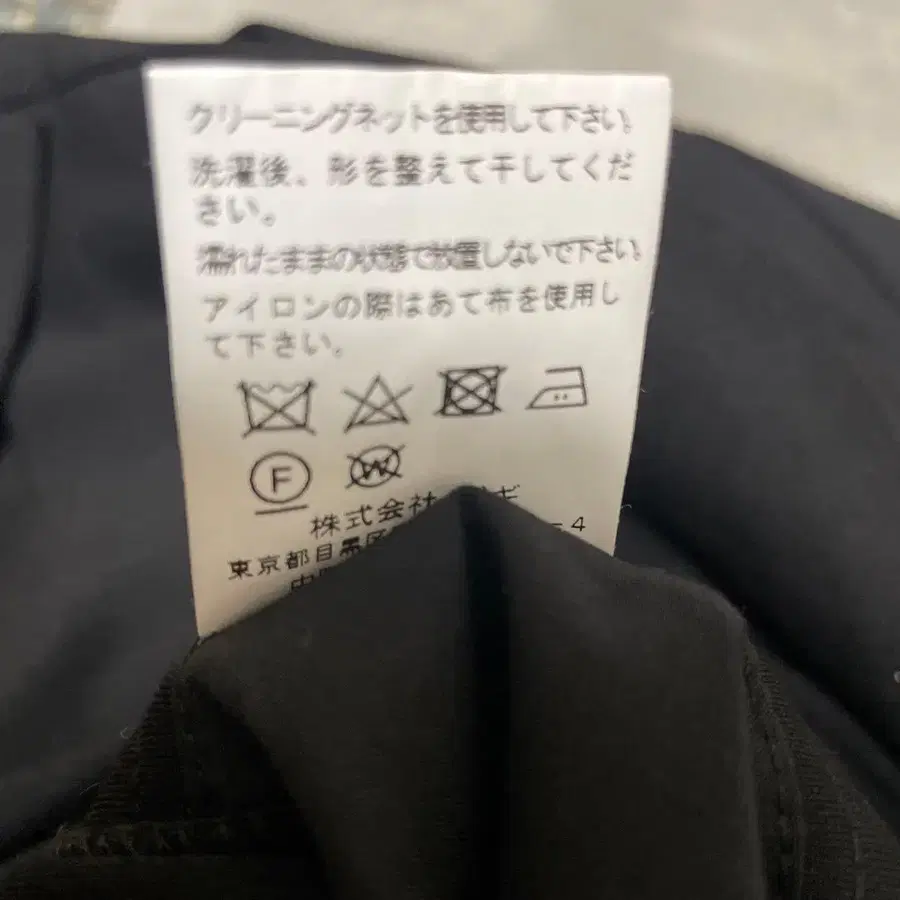 クリーニングネットを使用して下さい。
洗濯後、形を整えて干してくだ
さい。
濡れたままの状態で放置しないで下さい。
アイロンの際はあて布を使用し
て下さい。
F
W
株式会社
東京都目黒区
4